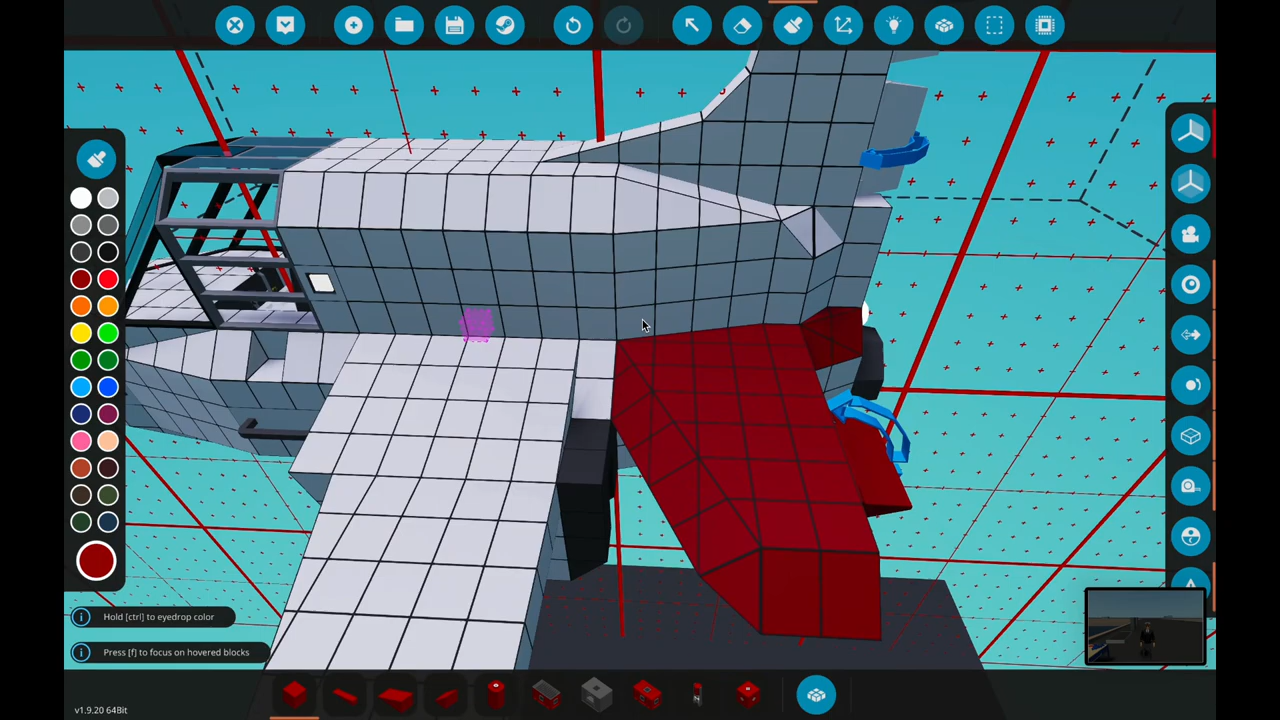 Hold [ctrl] to eyedrop color
Press [f] to focus on hovered blocks
v1.9.20 64Bit